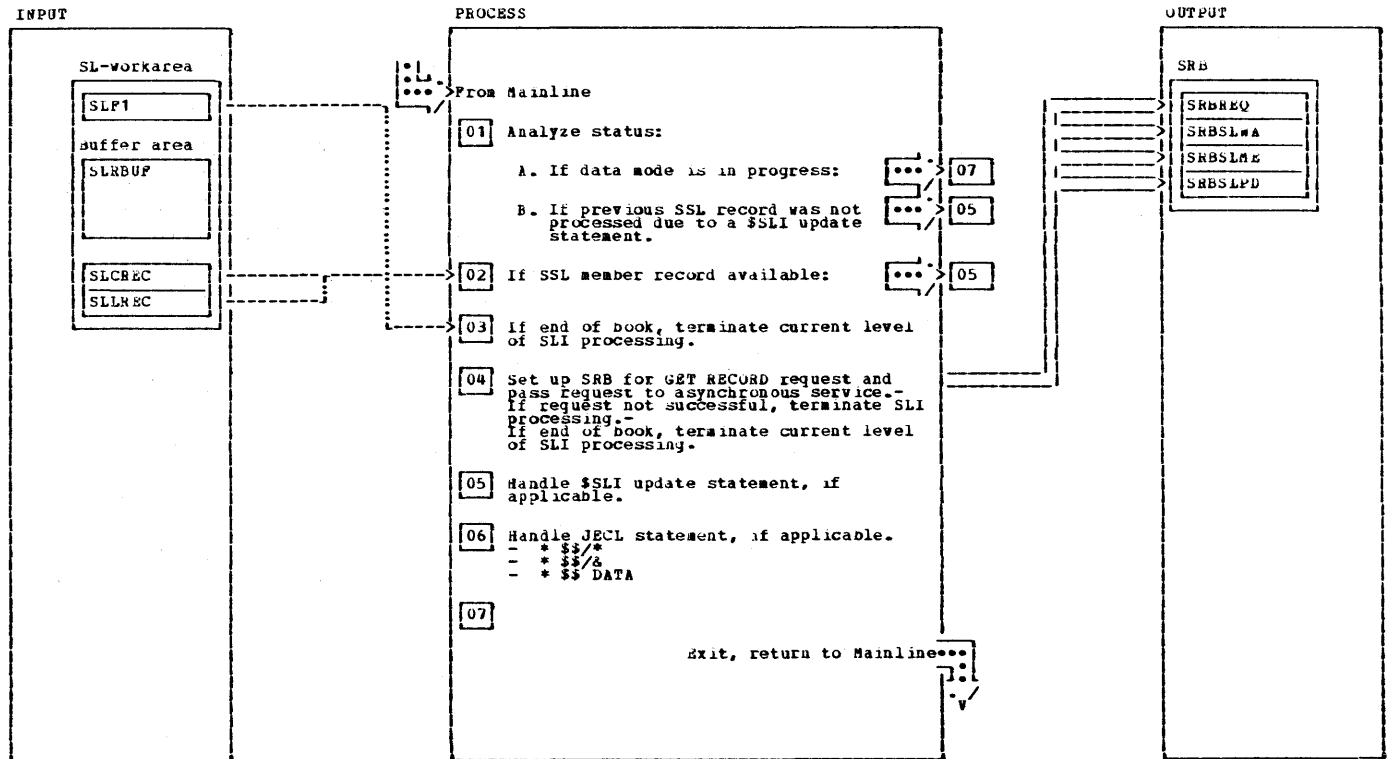 INPUT
PROCESS
OUTPUT
SL-workarea
SLF1
Buffer area
SLRBUF
SLCREC
SLLREC
From Mainline
01 Analyze status:
A. If data mode is in progress: 07
B. If previous SSL record was not 05
processed due to a $SLI update
statement.
02 If SSL member record available: 05
03 If end of book, terminate current level
of SLI processing.
04 Set up SRB for GET RECORD request and
pass request to asynchronous service.-
If request not successful, terminate SLI
processing.-
If end of book, terminate current level
of SLI processing.
05 Handle $SLI update statement, if
applicable.
06 Handle JECL statement, if applicable.
- * $$/*
- * $$/&
- * $$ DATA
07
Exit, return to Mainline
SRB
SRBREQ
SRBSLWA
SRBSLME
SRBSLPD